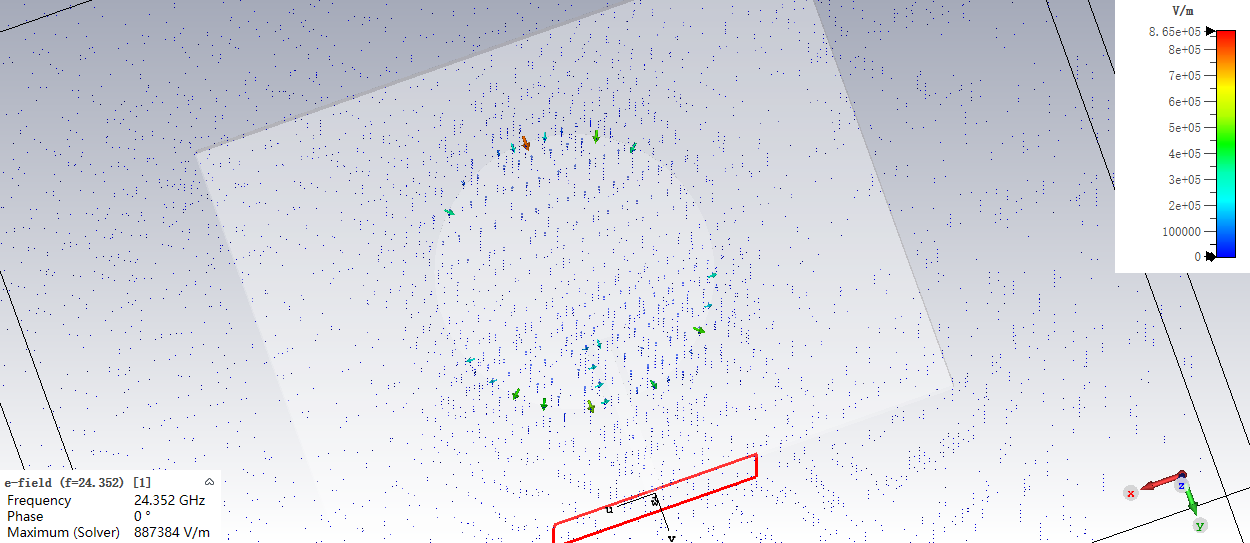 V/m
8.65e+05
8e+05
7e+05
6e+05
5e+05
4e+05
3e+05
2e+05
100000
0
e-field (f=24.352) [1]
Frequency 24.352 GHz
Phase 0 °
Maximum (Solver) 887384 V/m
u
w
v
x
z
y